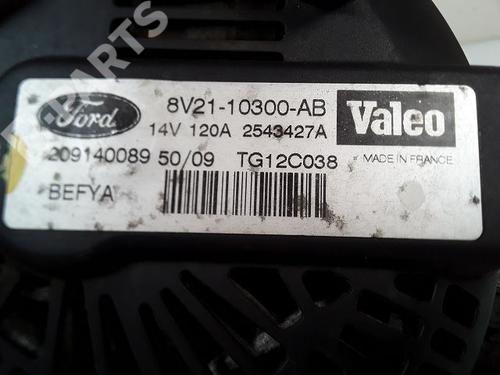 Ford
8V21-10300-AB
Valeo
14V 120A 2543427A
209140089 50/09 TG12C038
MADE IN FRANCE
BEFYA